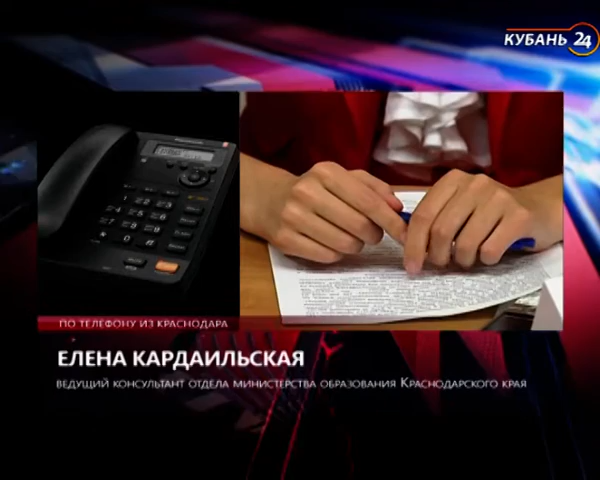 КУБАНЬ 24
ПО ТЕЛЕФОНУ ИЗ КРАСНОДАРА
ЕЛЕНА КАРДАИЛЬСКАЯ
ВЕДУЩИЙ КОНСУЛЬТАНТ ОТДЕЛА МИНИСТЕРСТВА ОБРАЗОВАНИЯ КРАСНОДАРСКОГО КРАЯ